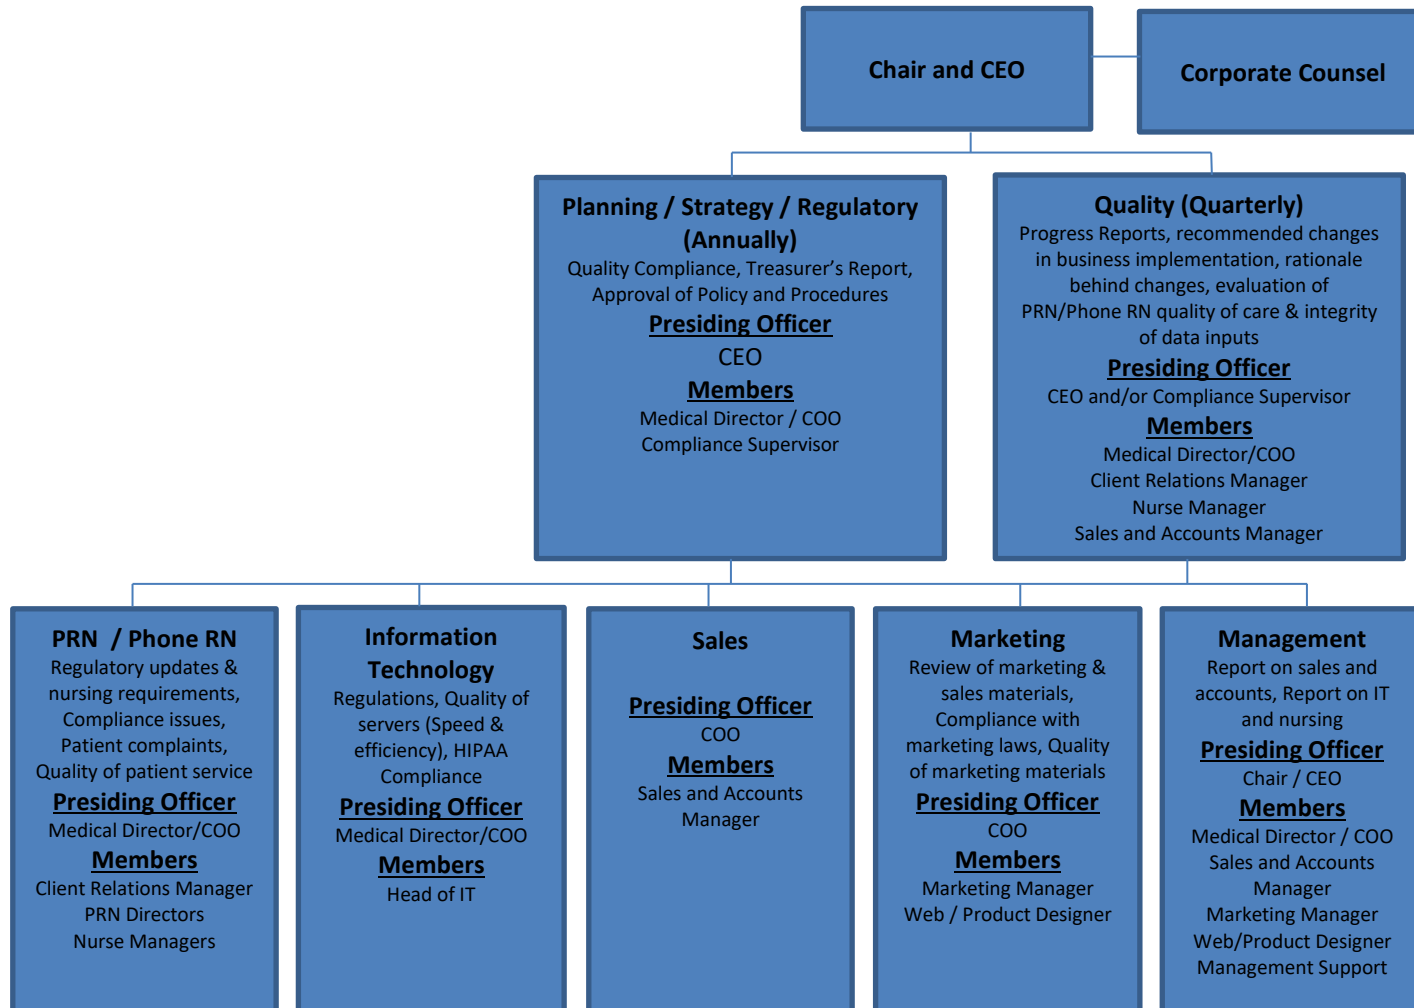 Chair and CEO
Corporate Counsel
Planning / Strategy / Regulatory
(Annually)
Quality Compliance, Treasurer’s Report,
Approval of Policy and Procedures
Presiding Officer
CEO
Members
Medical Director / COO
Compliance Supervisor
Quality (Quarterly)
Progress Reports, recommended changes
in business implementation, rationale
behind changes, evaluation of
PRN/Phone RN quality of care & integrity
of data inputs
Presiding Officer
CEO and/or Compliance Supervisor
Members
Medical Director/COO
Client Relations Manager
Nurse Manager
Sales and Accounts Manager
PRN / Phone RN
Regulatory updates &
nursing requirements,
Compliance issues,
Patient complaints,
Quality of patient service
Presiding Officer
Medical Director/COO
Members
Client Relations Manager
PRN Directors
Nurse Managers
Information
Technology
Regulations, Quality of
servers (Speed &
efficiency), HIPAA
Compliance
Presiding Officer
Medical Director/COO
Members
Head of IT
Sales
Presiding Officer
COO
Members
Sales and Accounts
Manager
Marketing
Review of marketing &
sales materials,
Compliance with
marketing laws, Quality
of marketing materials
Presiding Officer
COO
Members
Marketing Manager
Web / Product Designer
Management
Report on sales and
accounts, Report on IT
and nursing
Presiding Officer
Chair / CEO
Members
Medical Director / COO
Sales and Accounts
Manager
Marketing Manager
Web/Product Designer
Management Support